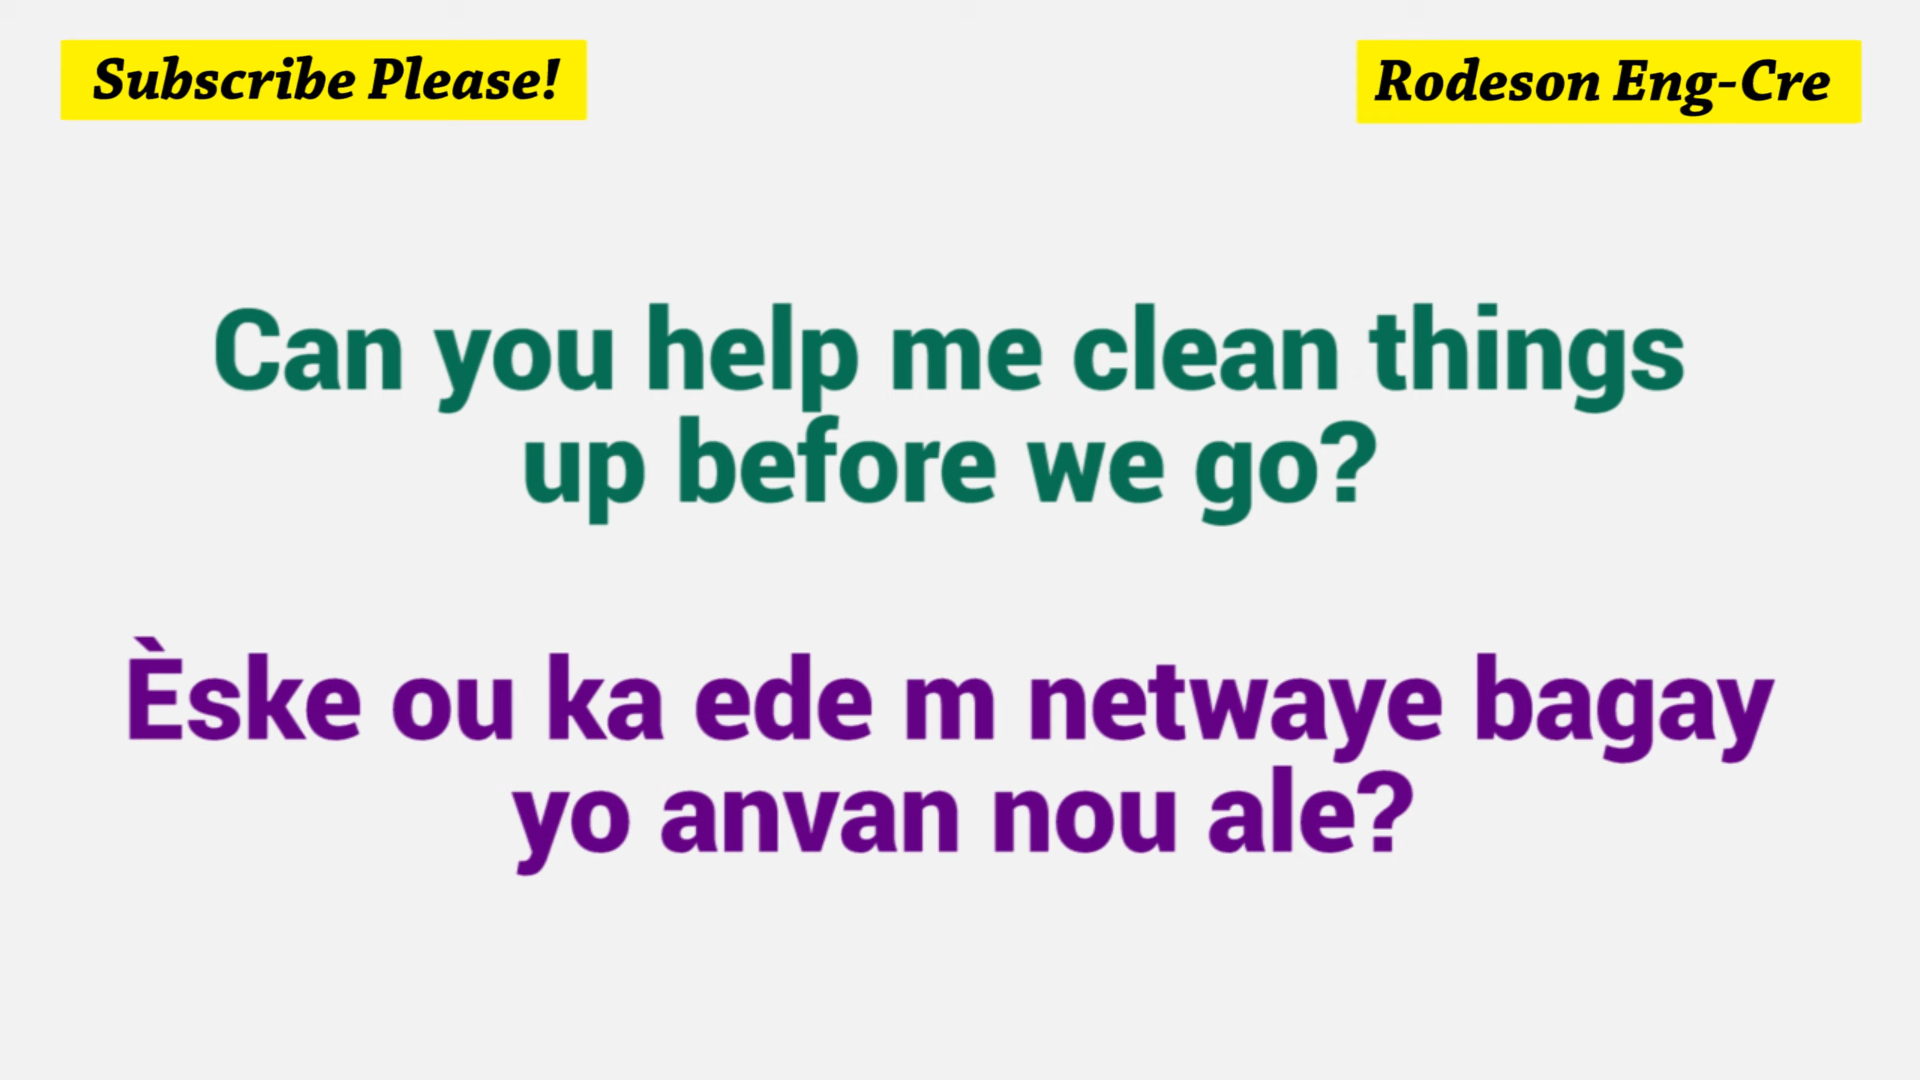 Subscribe Please!
Rodeson Eng-Cre
Can you help me clean things
up before we go?
Èske ou ka ede m netwaye bagay
yo anvan nou ale?